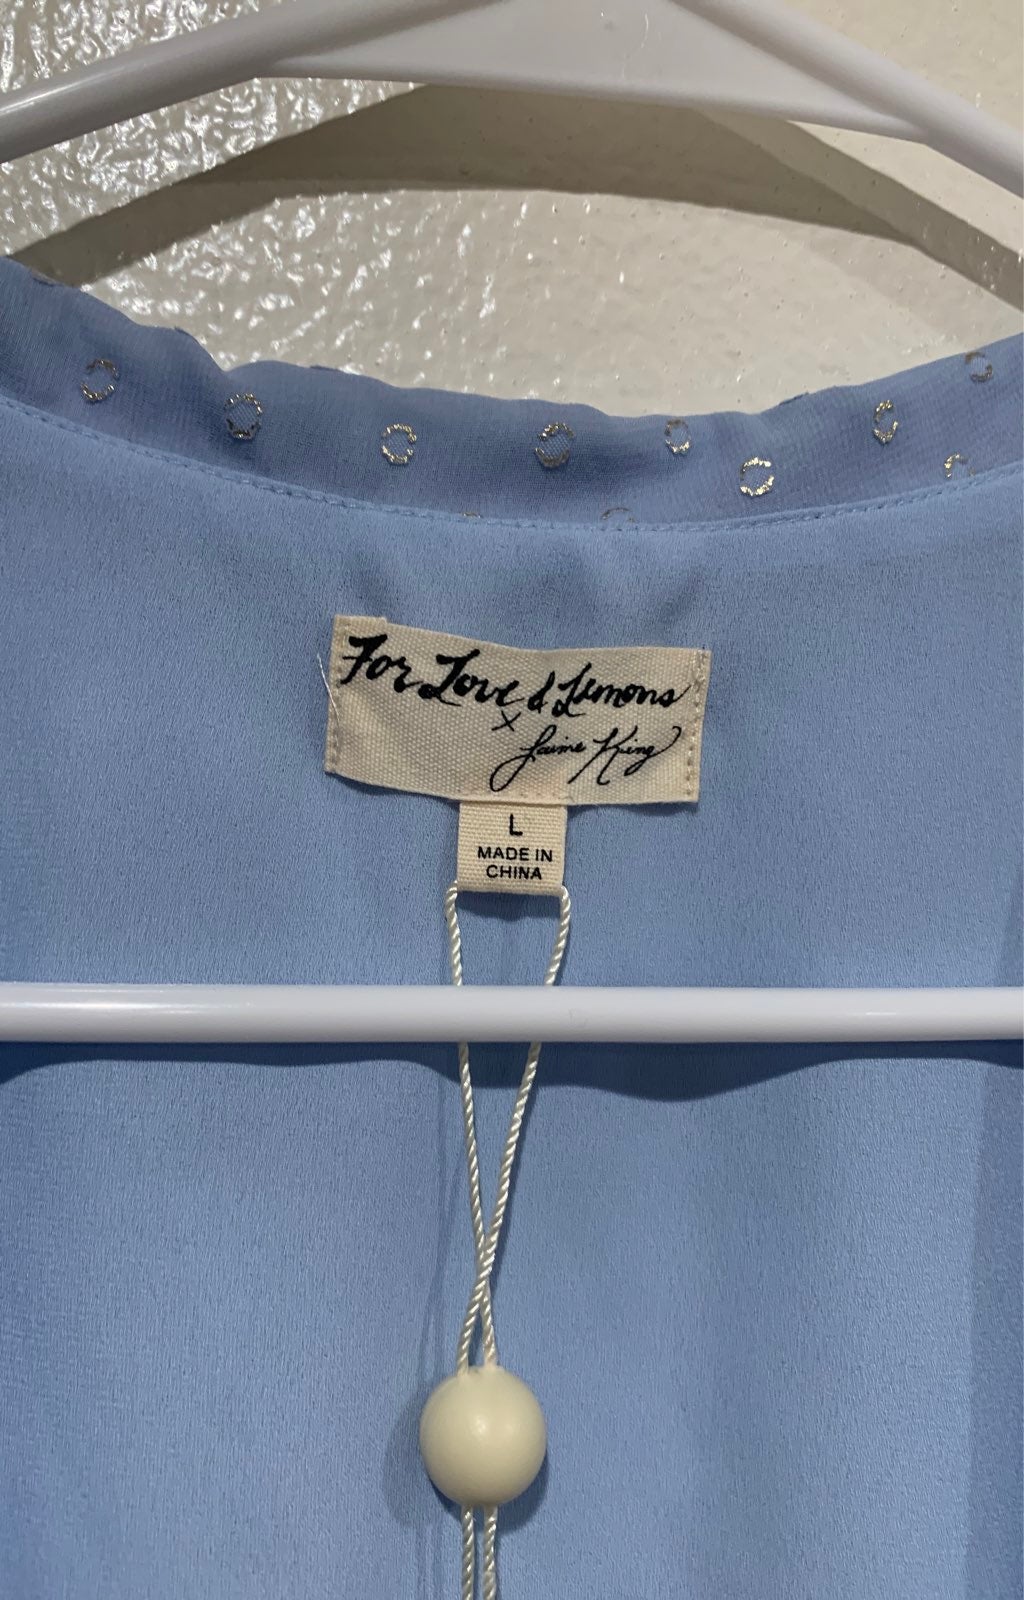 For Love & Lemons
x
Jaime King
L
MADE IN
CHINA